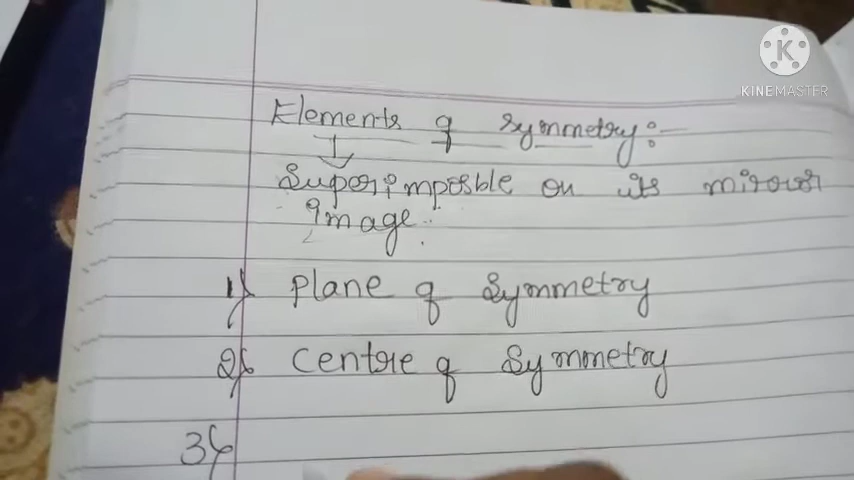 Elements of symmetry:-
Superimposble on its mirror
image.
1) Plane of Symmetry
2) Centre of Symmetry
3)
K
KINEMASTER